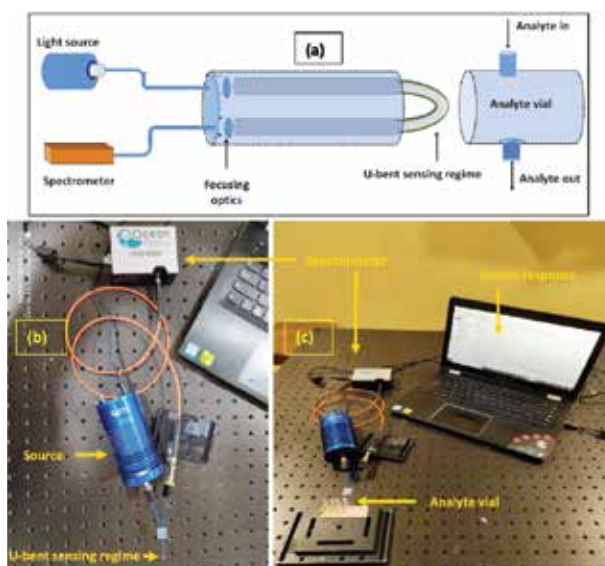 Light source
(a)
Analyte in
Analyte vial
Spectrometer
Focusing
optics
U-bent sensing regime
Analyte out
Ocean
Spectrometer
(b)
Source
U-bent sensing regime
(c)
Analyte vial